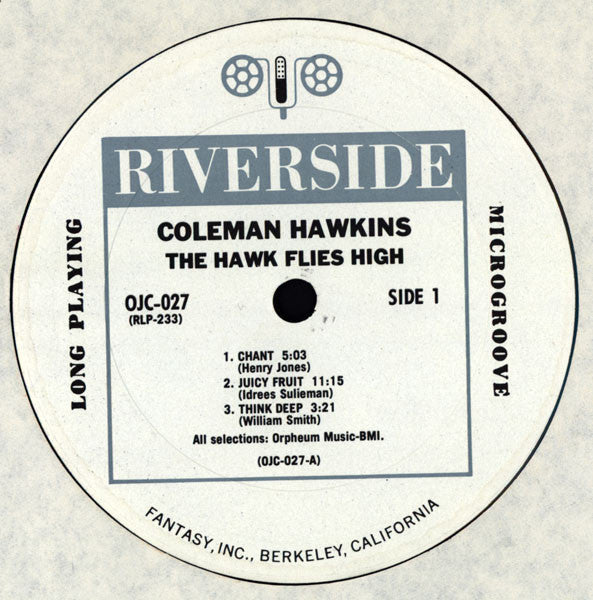 RIVERSIDE
COLEMAN HAWKINS
THE HAWK FLIES HIGH
OJC-027
(RLP-233)
SIDE 1
LONG PLAYING
MICROGROOVE
1. CHANT 5:03
(Henry Jones)
2. JUICY FRUIT 11:15
(Idrees Sulieman)
3. THINK DEEP 3:21
(William Smith)
All selections: Orpheum Music-BMI.
(OJC-027-A)
FANTASY, INC., BERKELEY, CALIFORNIA